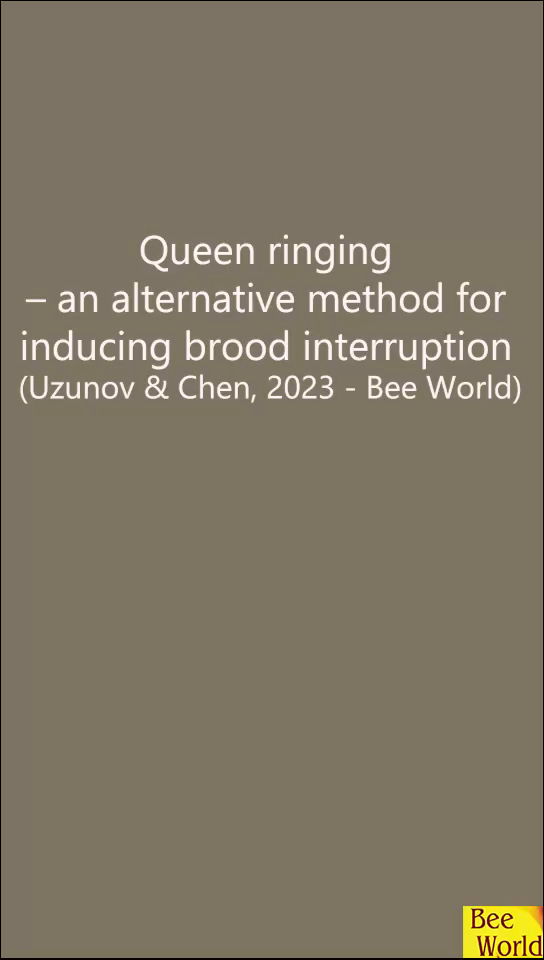 Queen ringing
– an alternative method for
inducing brood interruption
(Uzunov & Chen, 2023 - Bee World)
Bee
World